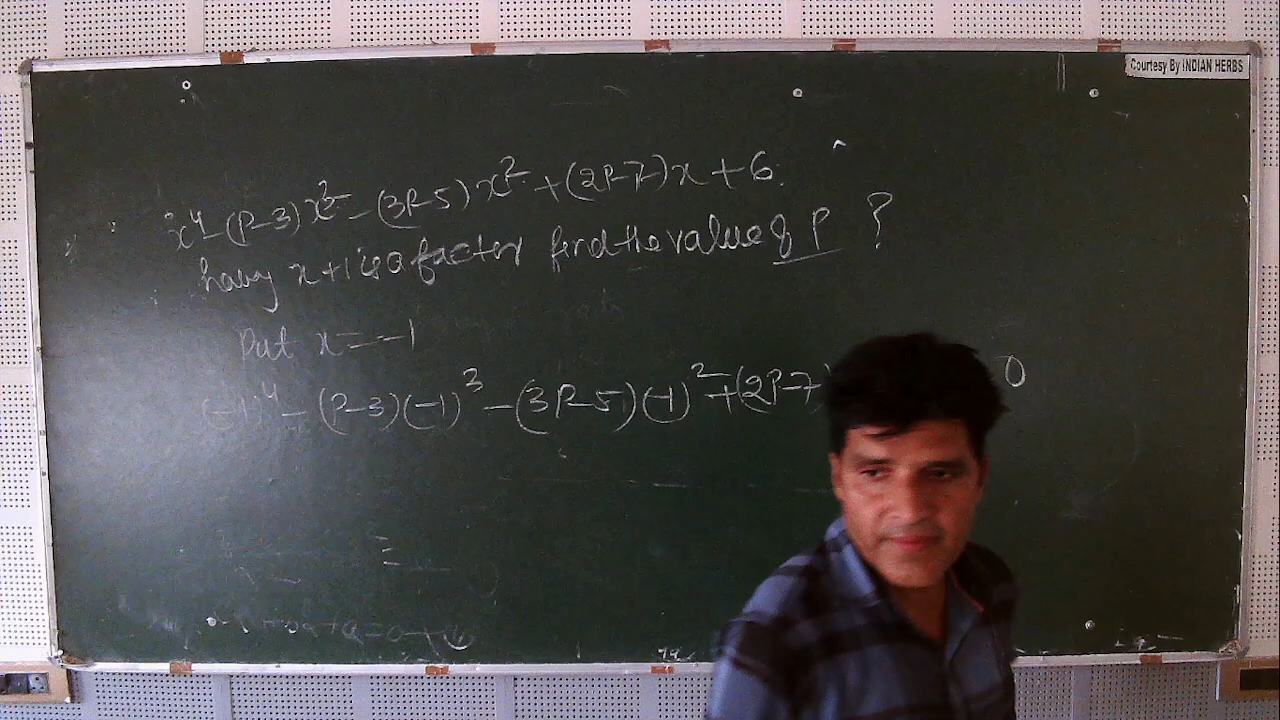 Courtesy By INDIAN HERBS
x⁴-(P-3)x³-(3P-5)x²+(2P-7)x+6.
having x+1 is a factor find the value of P ?
Put x=-1
(-1)⁴-(P-3)(-1)³-(3P-5)(-1)²+(2P-7) 0